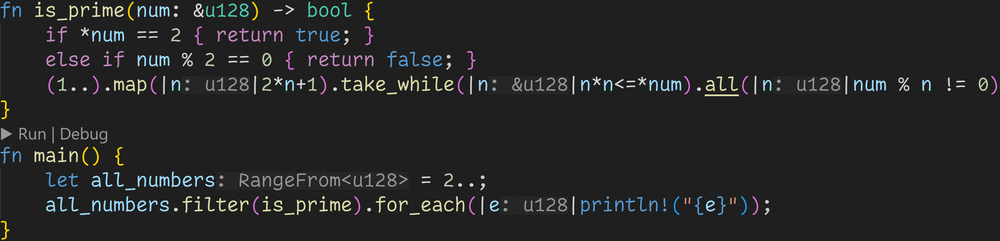 fn is_prime(num: &u128) -> bool {
    if *num == 2 { return true; }
    else if num % 2 == 0 { return false; }
    (1..).map(|n: u128|2*n+1).take_while(|n: &u128|n*n<=*num).all(|n: u128|num % n != 0)
}
▶ Run | Debug
fn main() {
    let all_numbers: RangeFrom<u128> = 2..;
    all_numbers.filter(is_prime).for_each(|e: u128|println!("{e}"));
}